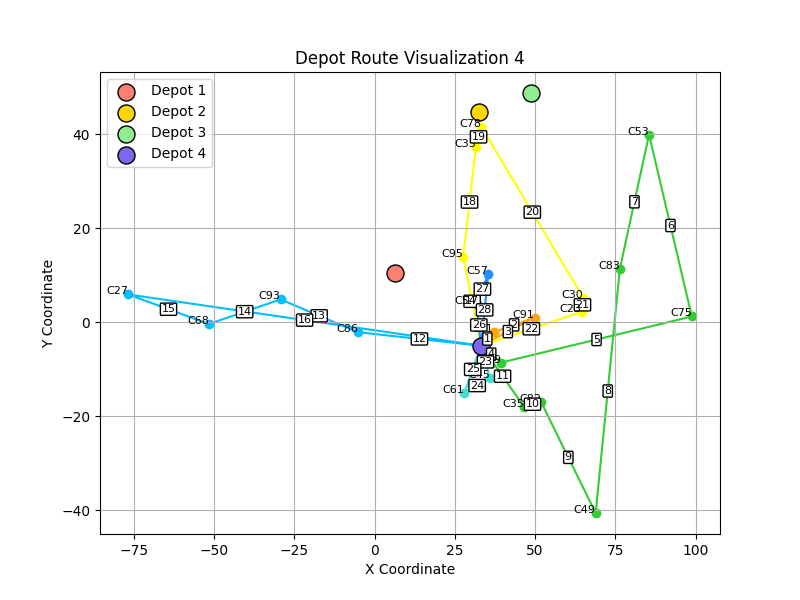 Depot Route Visualization 4
Depot 1
Depot 2
Depot 3
Depot 4
Y Coordinate
X Coordinate
40
20
0
−20
−40
−75
−50
−25
0
25
50
75
100
C78
19
C53
18
20
7
6
C95
C57
C83
27
C27
15
C68
C93
14
16
13
C86
12
28
26
C30
21
C91
2
3
22
1
C75
5
4
23
11
25
24
C61
C35
10
8
9
C49